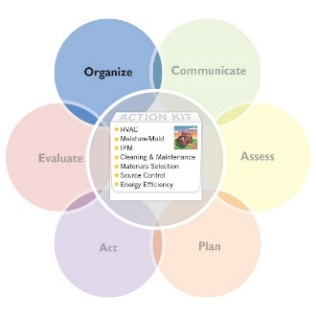 Organize
Communicate
Evaluate
ACTION KIT
HVAC
Moisture/Mold
IPM
Cleaning & Maintenance
Materials Selection
Source Control
Energy Efficiency
Assess
Act
Plan